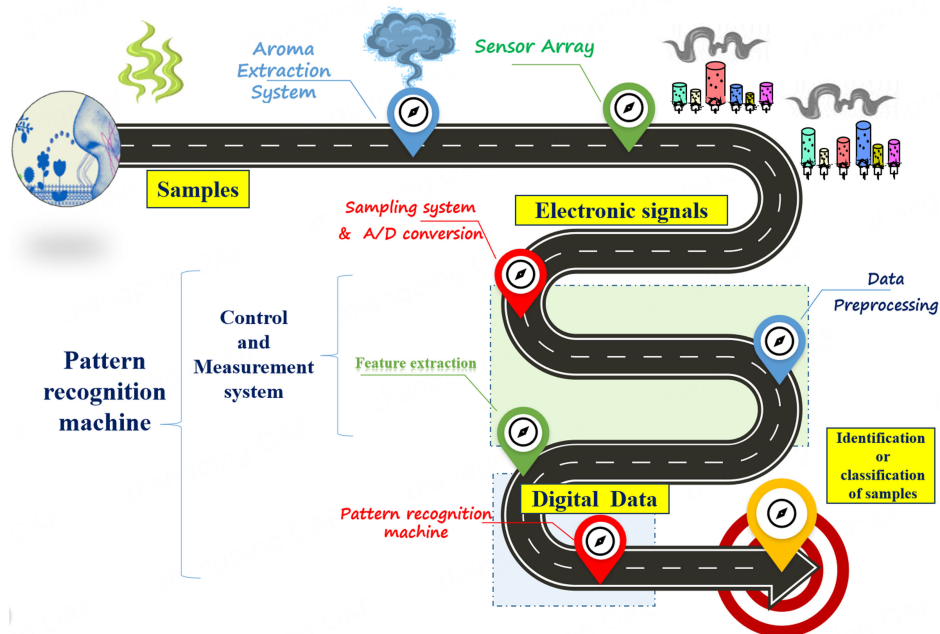 Aroma
Extraction
System
Sensor Array
Samples
Sampling system
& A/D conversion
Electronic signals
Data
Preprocessing
Control
and
Measurement
system
Pattern
recognition
machine
Feature extraction
Identification
or
classification
of samples
Digital Data
Pattern recognition
machine